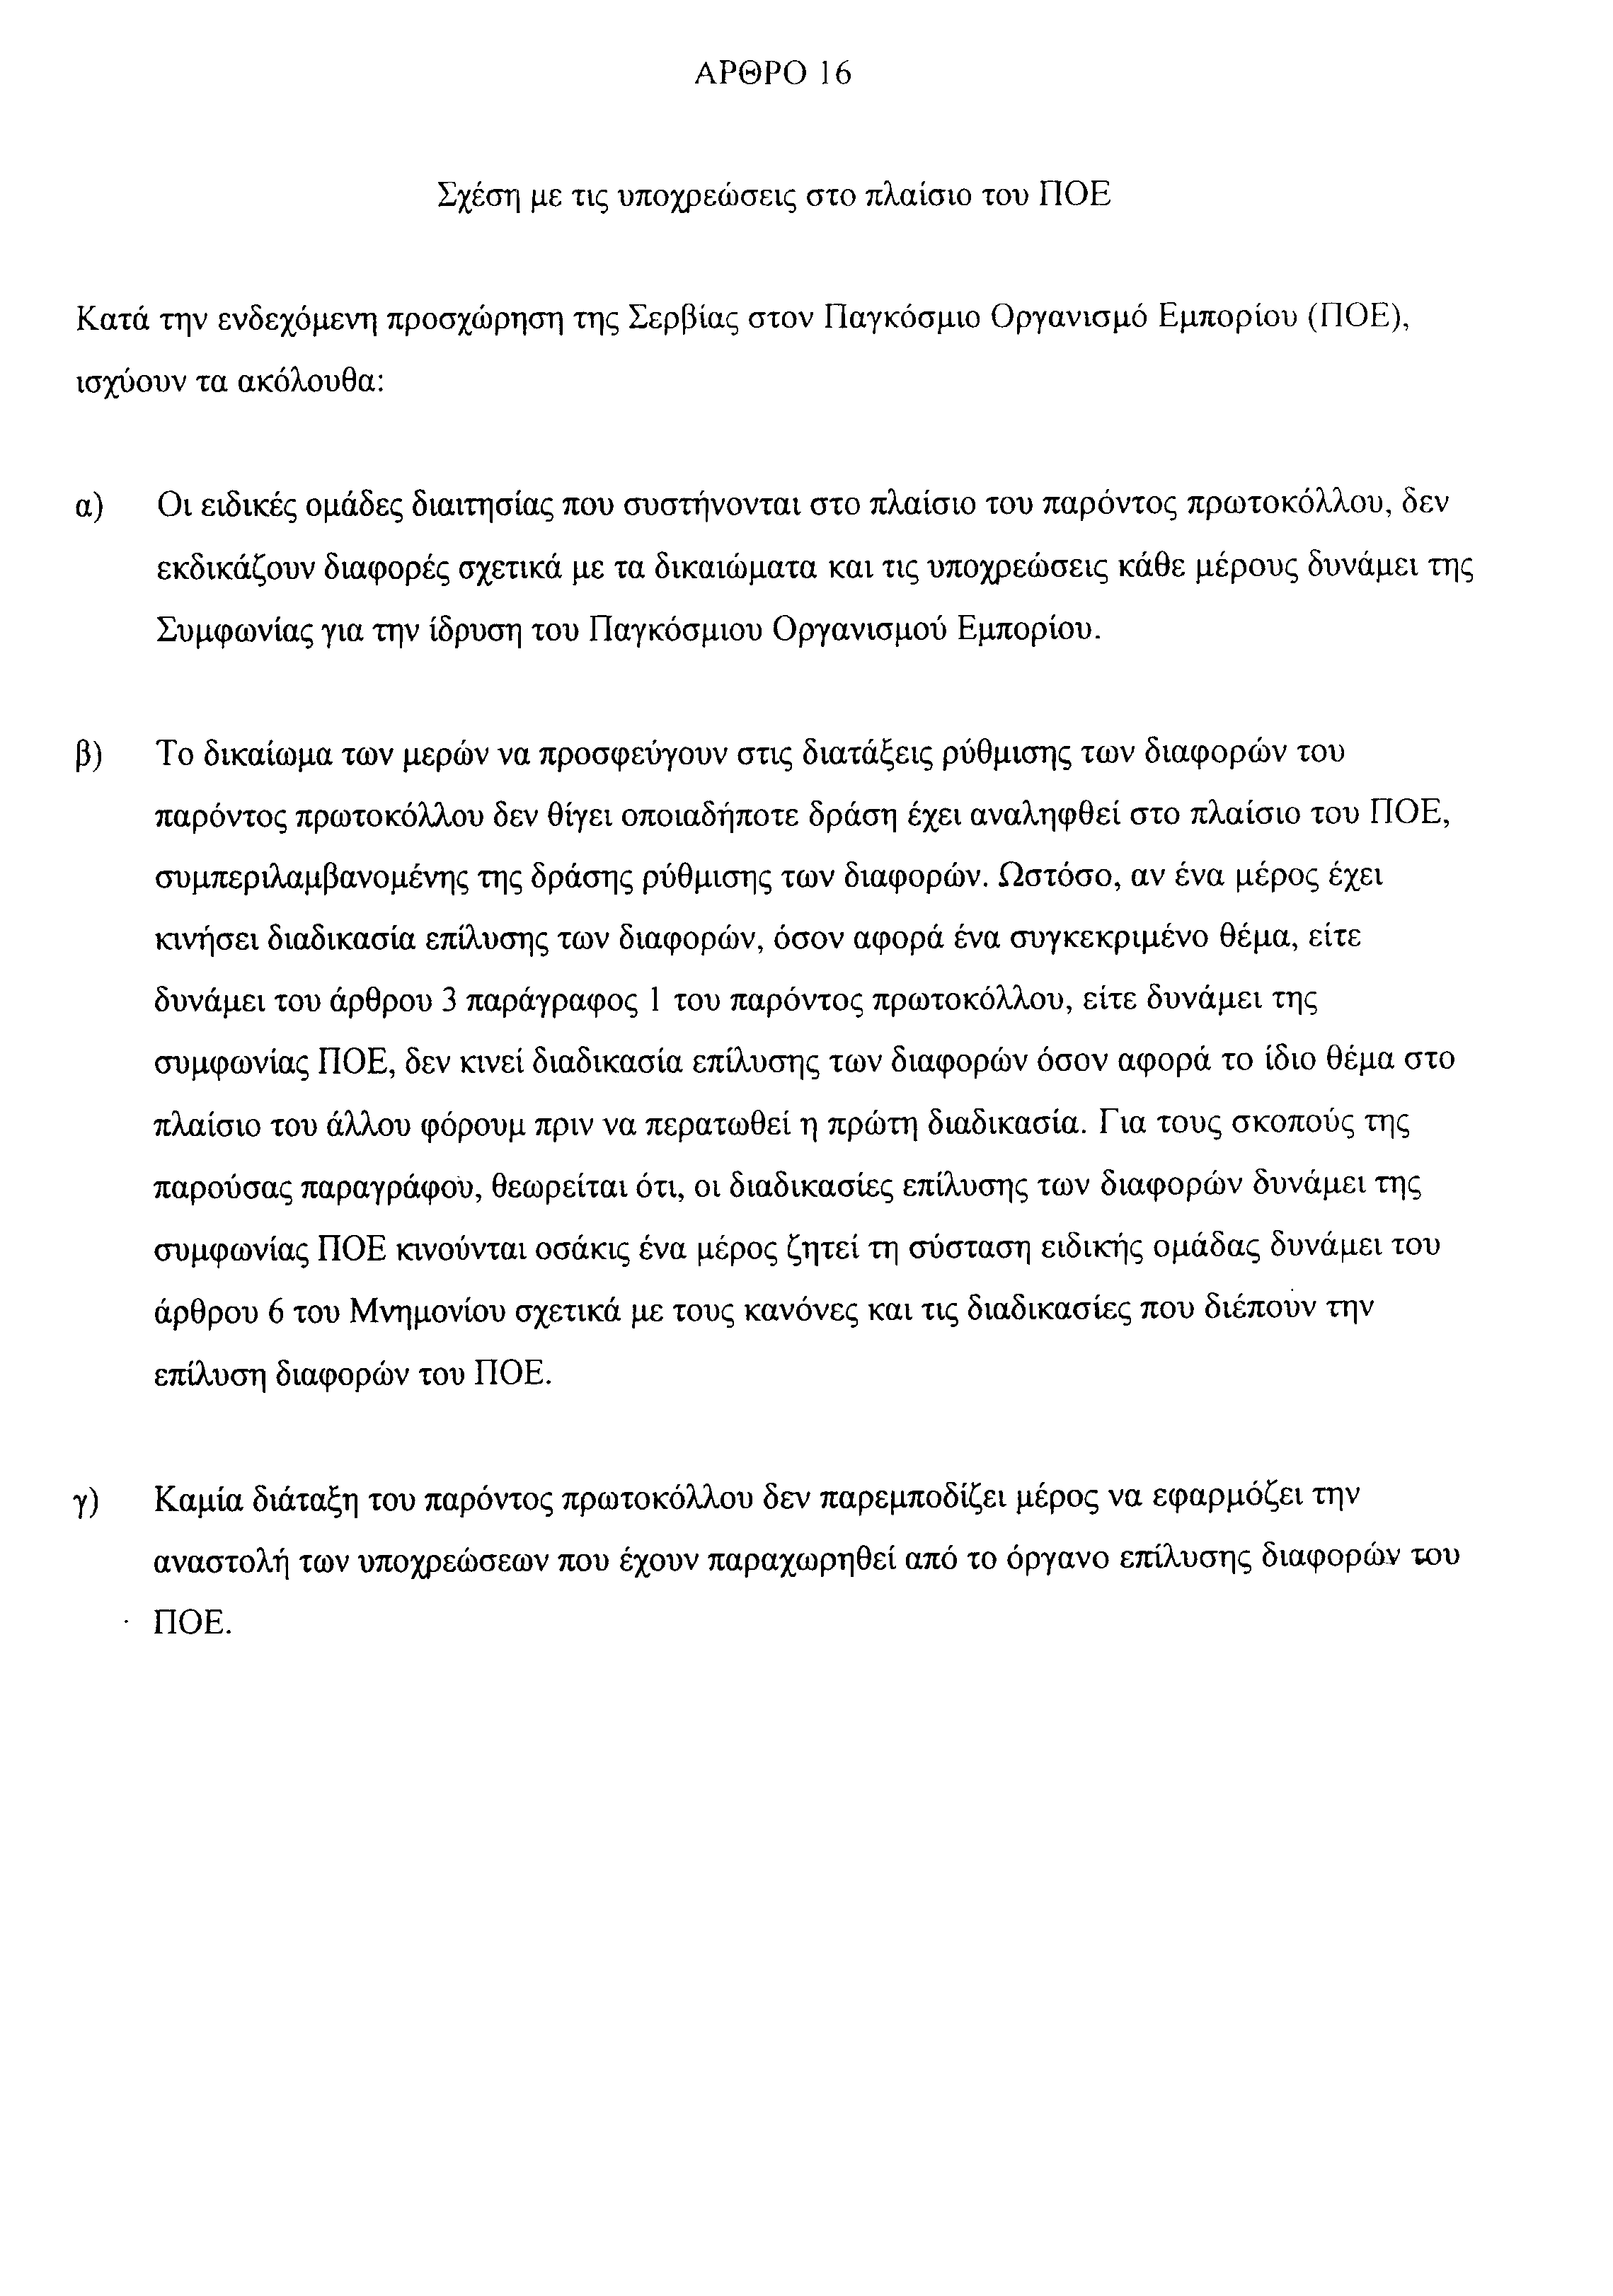 ΑΡΘΡΟ 16
Σχέση με τις υποχρεώσεις στο πλαίσιο του ΠΟΕ
Κατά την ενδεχόμενη προσχώρηση της Σερβίας στον Παγκόσμιο Οργανισμό Εμπορίου (ΠΟΕ),
ισχύουν τα ακόλουθα:
α) Οι ειδικές ομάδες διαιτησίας που συστήνονται στο πλαίσιο του παρόντος πρωτοκόλλου, δεν
εκδικάζουν διαφορές σχετικά με τα δικαιώματα και τις υποχρεώσεις κάθε μέρους δυνάμει της
Συμφωνίας για την ίδρυση του Παγκόσμιου Οργανισμού Εμπορίου.
β) Το δικαίωμα των μερών να προσφεύγουν στις διατάξεις ρύθμισης των διαφορών του
παρόντος πρωτοκόλλου δεν θίγει οποιαδήποτε δράση έχει αναληφθεί στο πλαίσιο του ΠΟΕ,
συμπεριλαμβανομένης της δράσης ρύθμισης των διαφορών. Ωστόσο, αν ένα μέρος έχει
κινήσει διαδικασία επίλυσης των διαφορών, όσον αφορά ένα συγκεκριμένο θέμα, είτε
δυνάμει του άρθρου 3 παράγραφος 1 του παρόντος πρωτοκόλλου, είτε δυνάμει της
συμφωνίας ΠΟΕ, δεν κινεί διαδικασία επίλυσης των διαφορών όσον αφορά το ίδιο θέμα στο
πλαίσιο του άλλου φόρουμ πριν να περατωθεί η πρώτη διαδικασία. Για τους σκοπούς της
παρούσας παραγράφου, θεωρείται ότι, οι διαδικασίες επίλυσης των διαφορών δυνάμει της
συμφωνίας ΠΟΕ κινούνται οσάκις ένα μέρος ζητεί τη σύσταση ειδικής ομάδας δυνάμει του
άρθρου 6 του Μνημονίου σχετικά με τους κανόνες και τις διαδικασίες που διέπουν την
επίλυση διαφορών του ΠΟΕ.
γ) Καμία διάταξη του παρόντος πρωτοκόλλου δεν παρεμποδίζει μέρος να εφαρμόζει την
αναστολή των υποχρεώσεων που έχουν παραχωρηθεί από το όργανο επίλυσης διαφορών του
ΠΟΕ.